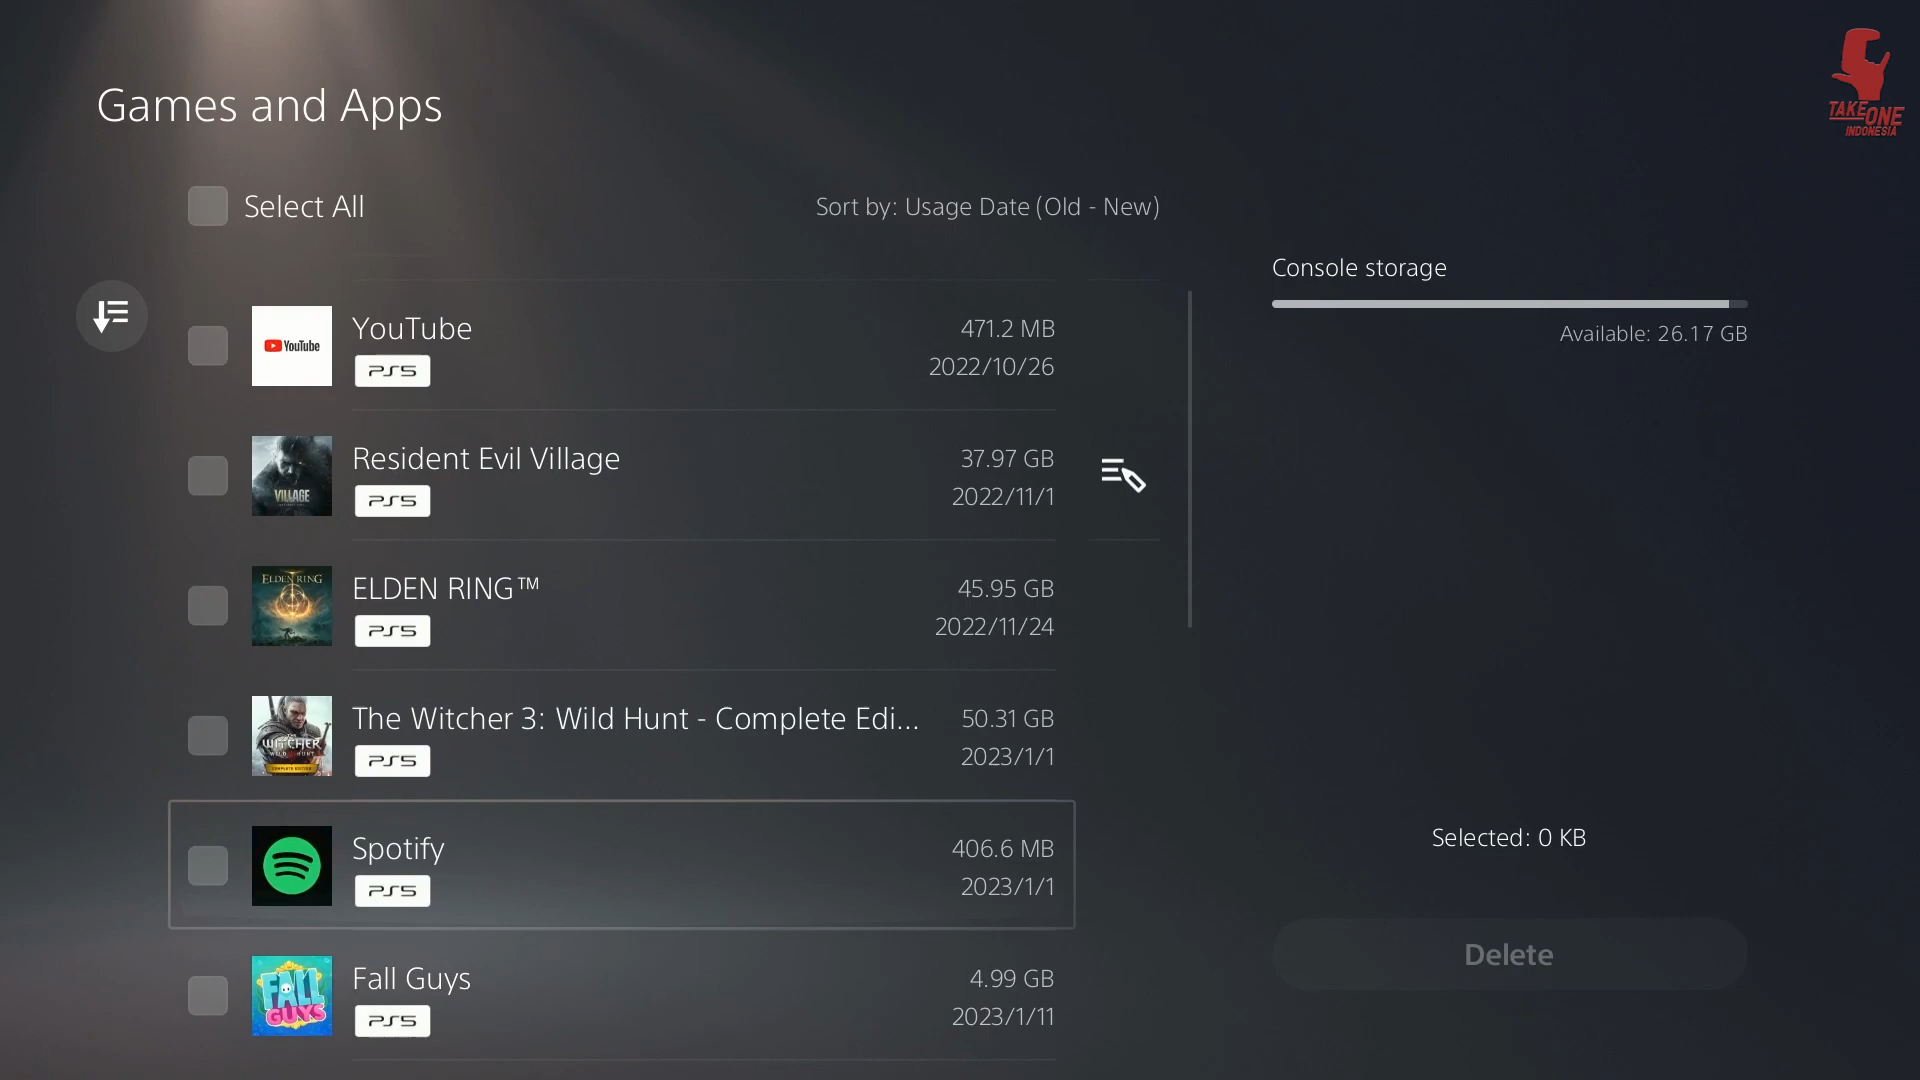 Games and Apps
TAKE ONE
INDONESIA
Select All
Sort by: Usage Date (Old - New)
Console storage
Available: 26.17 GB
YouTube
YouTube
471.2 MB
PS5
2022/10/26
VILLAGE
Resident Evil Village
37.97 GB
PS5
2022/11/1
ELDEN RING
ELDEN RING™
45.95 GB
PS5
2022/11/24
WITCHER
WILD HUNT
COMPLETE EDITION
The Witcher 3: Wild Hunt - Complete Edi...
50.31 GB
PS5
2023/1/1
Spotify
406.6 MB
PS5
2023/1/1
Selected: 0 KB
Delete
FALL
GUYS
Fall Guys
4.99 GB
PS5
2023/1/11